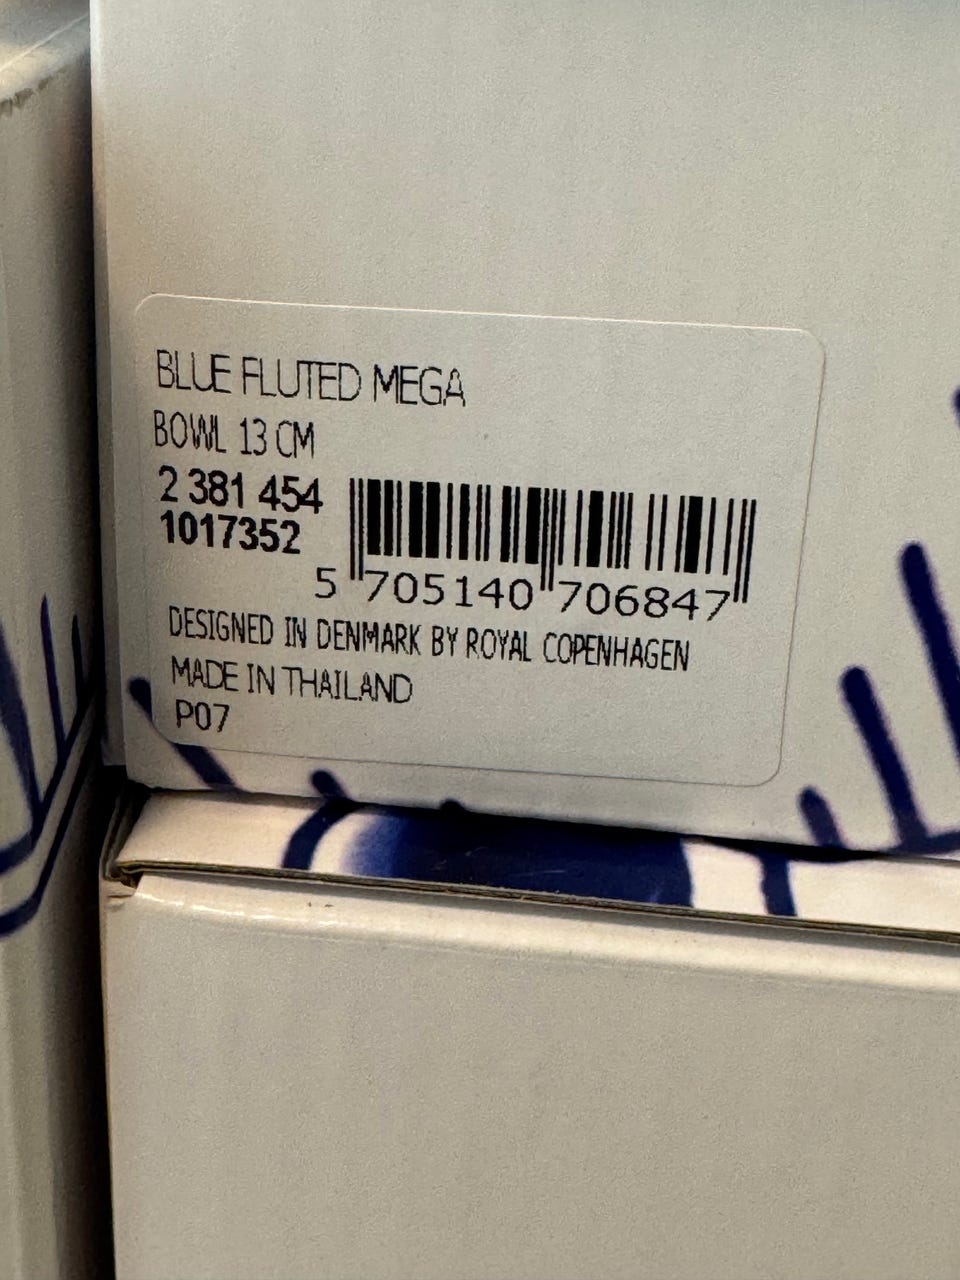 BLUE FLUTED MEGA
BOWL 13 CM
2 381 454
1017352
5 705140 706847
DESIGNED IN DENMARK BY ROYAL COPENHAGEN
MADE IN THAILAND
P07